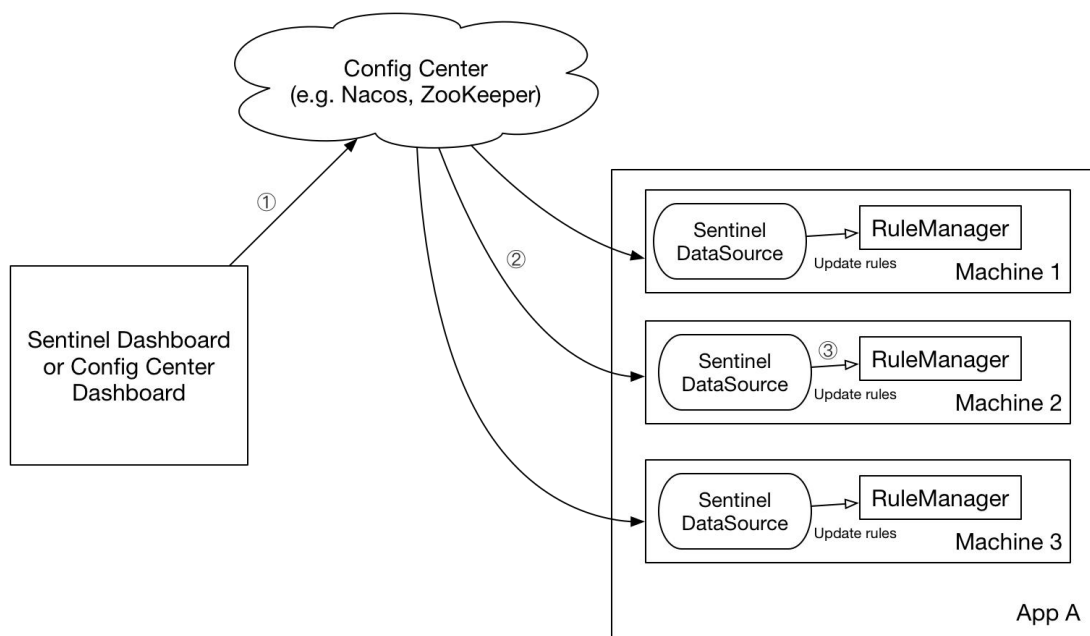 Config Center
(e.g. Nacos, ZooKeeper)
①
②
Sentinel Dashboard
or Config Center
Dashboard
Sentinel
DataSource
RuleManager
Update rules
Machine 1
Sentinel
DataSource
③
RuleManager
Update rules
Machine 2
Sentinel
DataSource
RuleManager
Update rules
Machine 3
App A